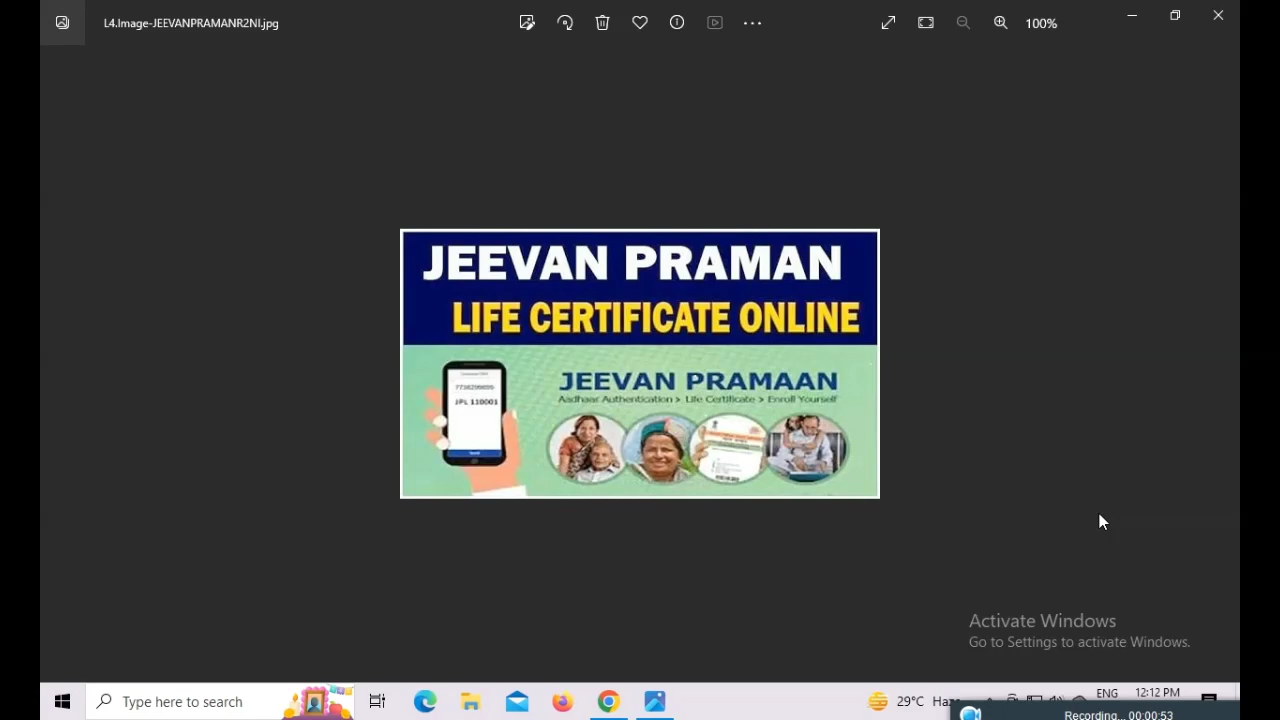 L4.Image-JEEVANPRAMANR2NI.jpg
100%
JEEVAN PRAMAN
LIFE CERTIFICATE ONLINE
JEEVAN PRAMAAN
Aadhaar Authentication > Life Certificate > Enroll Yourself
JPL 110001
Activate Windows
Go to Settings to activate Windows.
Type here to search
29°C
ENG
12:12 PM
Recording... 00:00:53